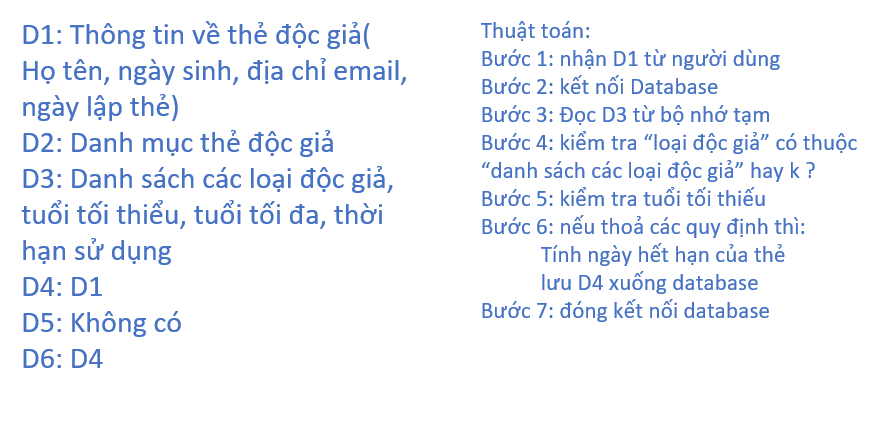 D1: Thông tin về thẻ độc giả(
Họ tên, ngày sinh, địa chỉ email,
ngày lập thẻ)
D2: Danh mục thẻ độc giả
D3: Danh sách các loại độc giả,
tuổi tối thiểu, tuổi tối đa, thời
hạn sử dụng
D4: D1
D5: Không có
D6: D4
Thuật toán:
Bước 1: nhận D1 từ người dùng
Bước 2: kết nối Database
Bước 3: Đọc D3 từ bộ nhớ tạm
Bước 4: kiểm tra “loại độc giả” có thuộc
“danh sách các loại độc giả” hay k ?
Bước 5: kiểm tra tuổi tối thiếu
Bước 6: nếu thoả các quy định thì:
Tính ngày hết hạn của thẻ
lưu D4 xuống database
Bước 7: đóng kết nối database